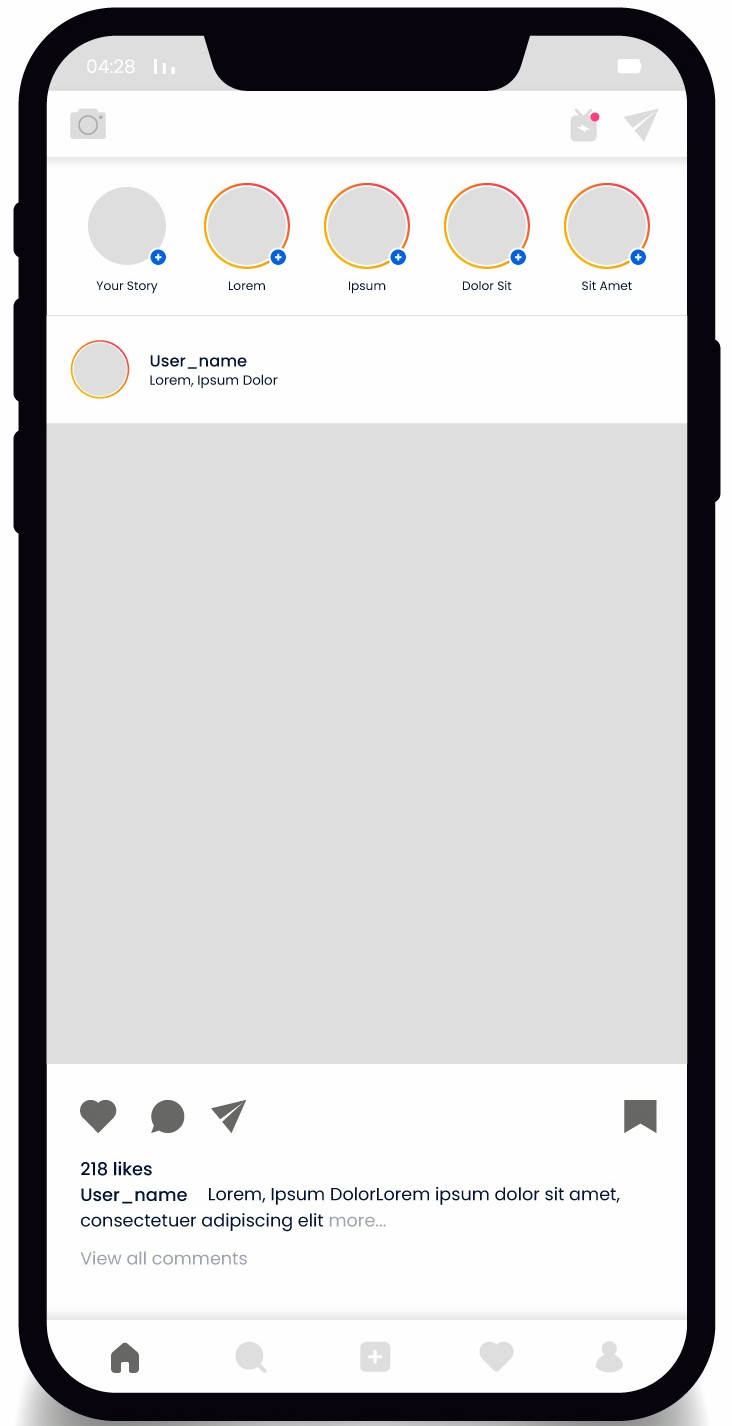 04:28
Your Story
Lorem
Ipsum
Dolor Sit
Sit Amet
User_name
Lorem, Ipsum Dolor
218 likes
User_name Lorem, Ipsum DolorLorem ipsum dolor sit amet,
consectetuer adipiscing elit more...
View all comments